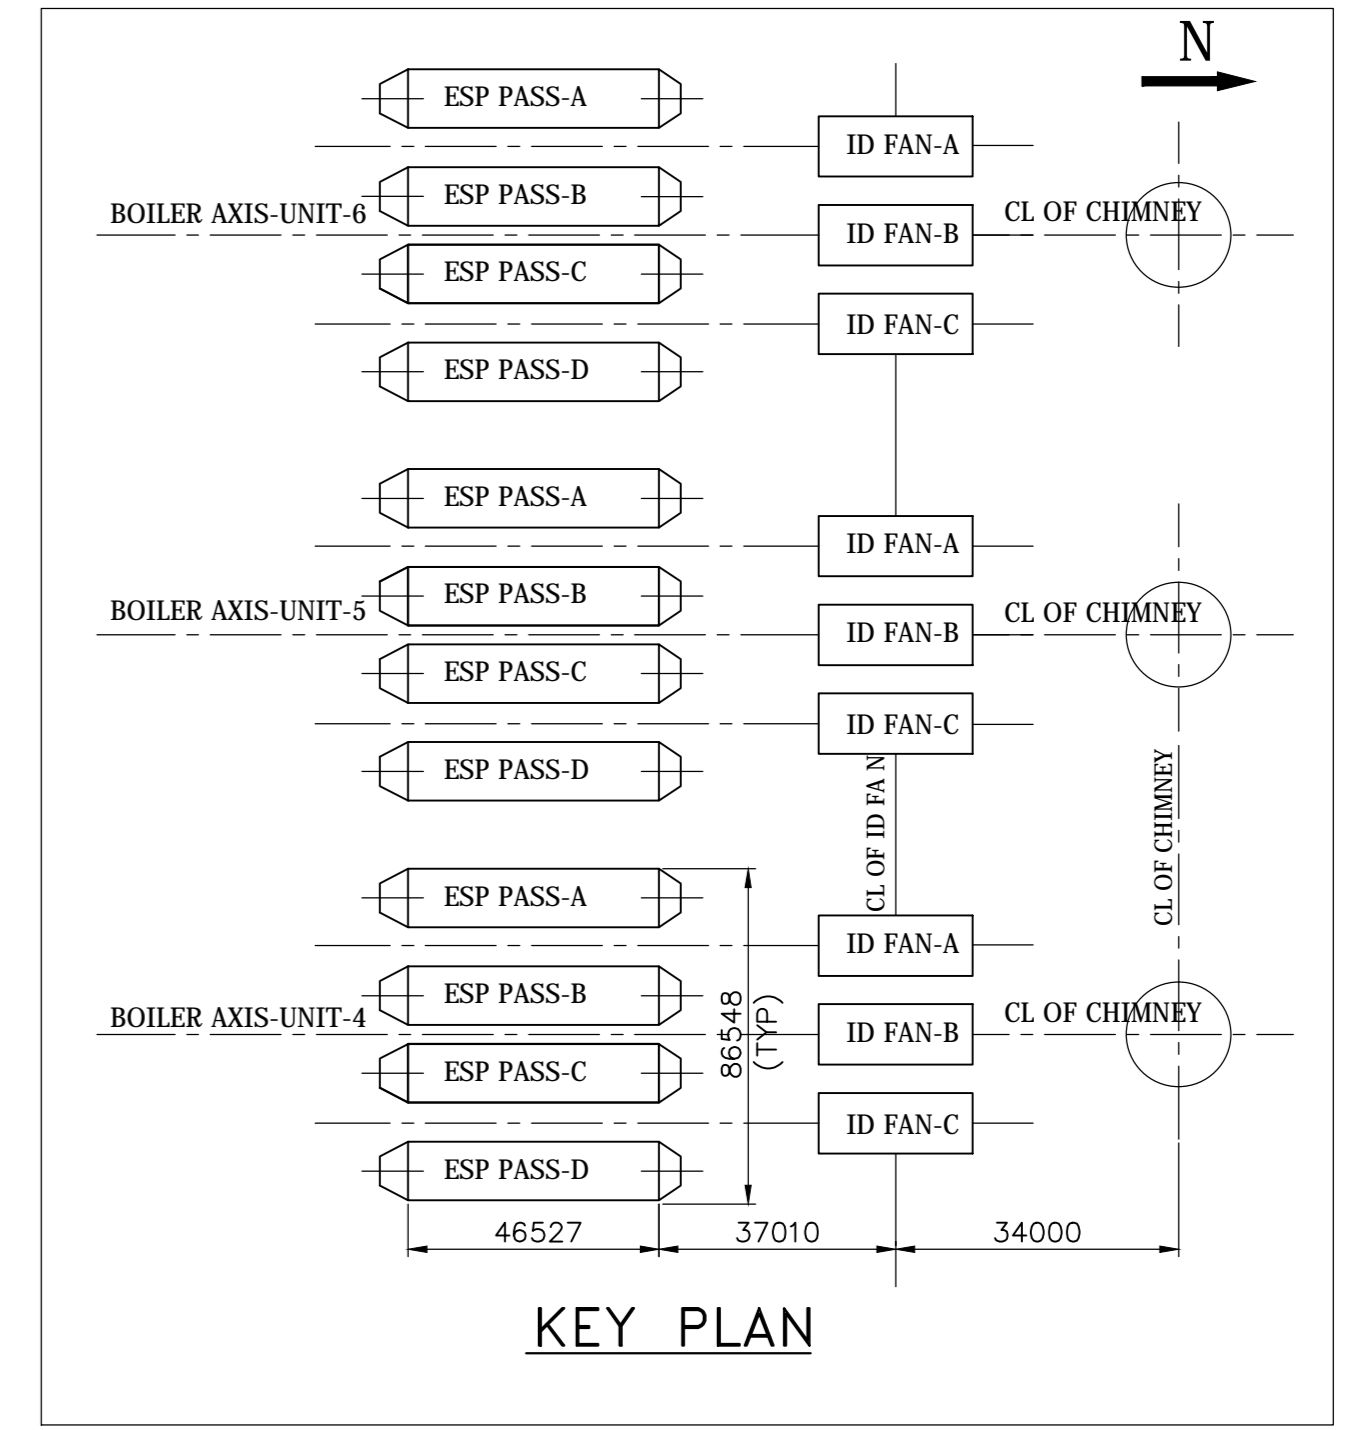 N
ESP PASS-A
ID FAN-A
ESP PASS-B
BOILER AXIS-UNIT-6
ID FAN-B
CL OF CHIMNEY
ESP PASS-C
ID FAN-C
ESP PASS-D
ESP PASS-A
ID FAN-A
ESP PASS-B
BOILER AXIS-UNIT-5
ID FAN-B
CL OF CHIMNEY
ESP PASS-C
ID FAN-C
ESP PASS-D
CL OF ID FA N
CL OF CHIMNEY
ESP PASS-A
ID FAN-A
ESP PASS-B
BOILER AXIS-UNIT-4
86548
(TYP)
ID FAN-B
CL OF CHIMNEY
ESP PASS-C
ID FAN-C
ESP PASS-D
46527
37010
34000
KEY PLAN